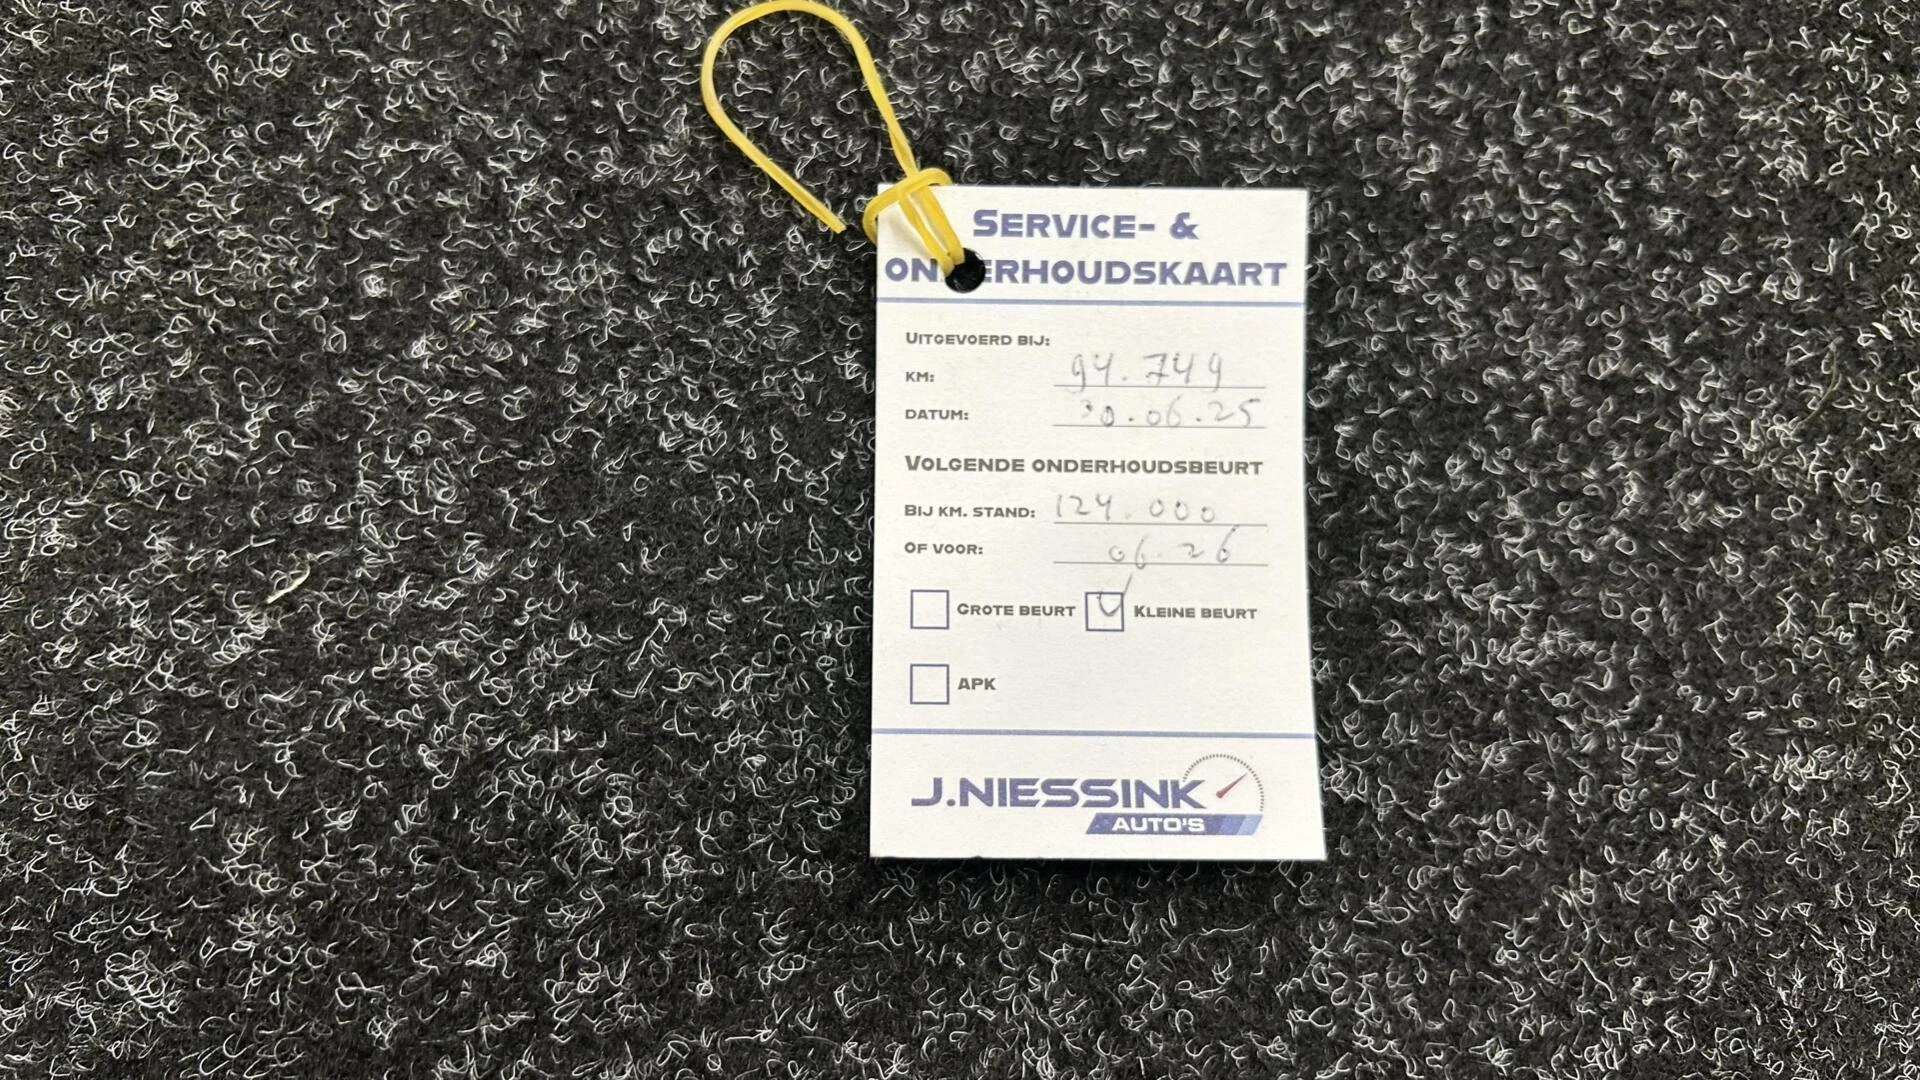 SERVICE- &
ONDERHOUDSKAART
UITGEVOERD BIJ:
KM: 94.749
DATUM: 30.06.25
VOLGENDE ONDERHOUDSBEURT
BIJ KM. STAND: 124.000
OF VOOR: 06.26
GROTE BEURT KLEINE BEURT
APK
J.NIESSINK
AUTO'S